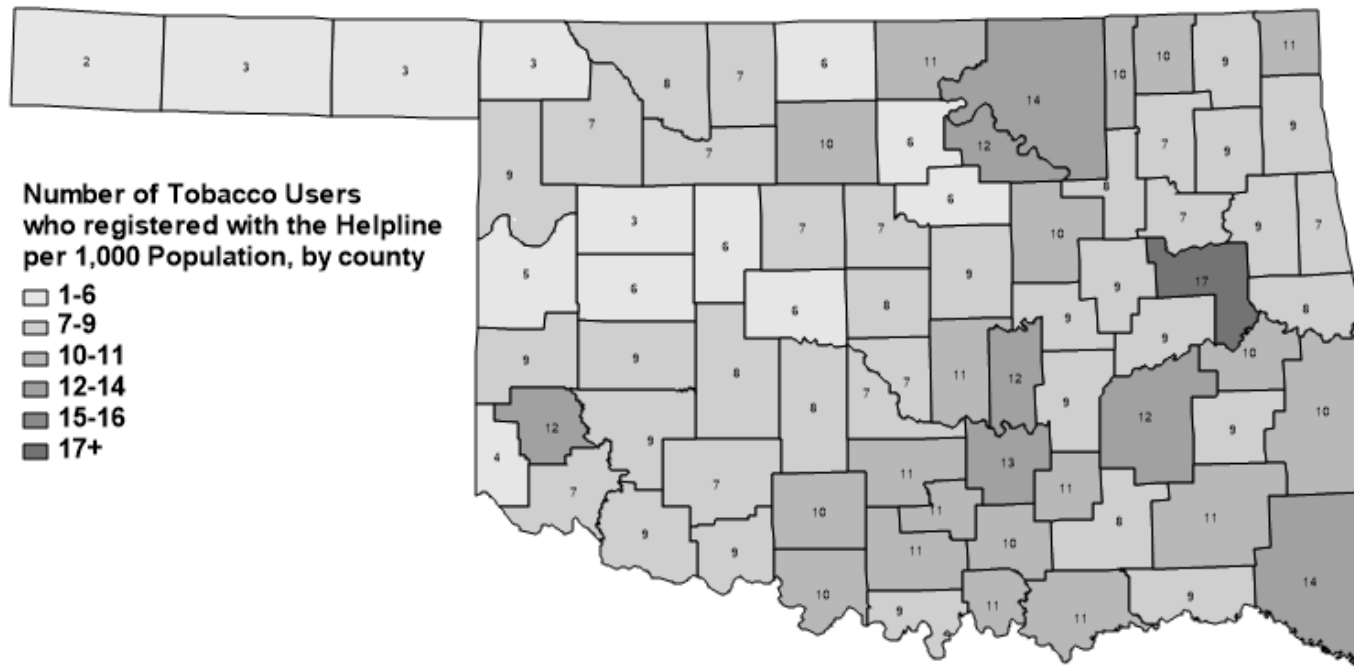 2 3 3 3 8 7 6 11 14 10 10 9 11
7 7 10 6 12 7 9 9
9 3 6 7 7 6 10 8 7 9 7
5 6 6 8 9 9 17 8
Number of Tobacco Users
who registered with the Helpline
per 1,000 Population, by county
1-6
7-9
10-11
12-14
15-16
17+
9 9 8 8 7 7 11 12 9 9 10
4 12 9 9 12 9 10
7 7 11 13 11
9 9 10 11 11 10 8 11
10 9 11 11 9 14